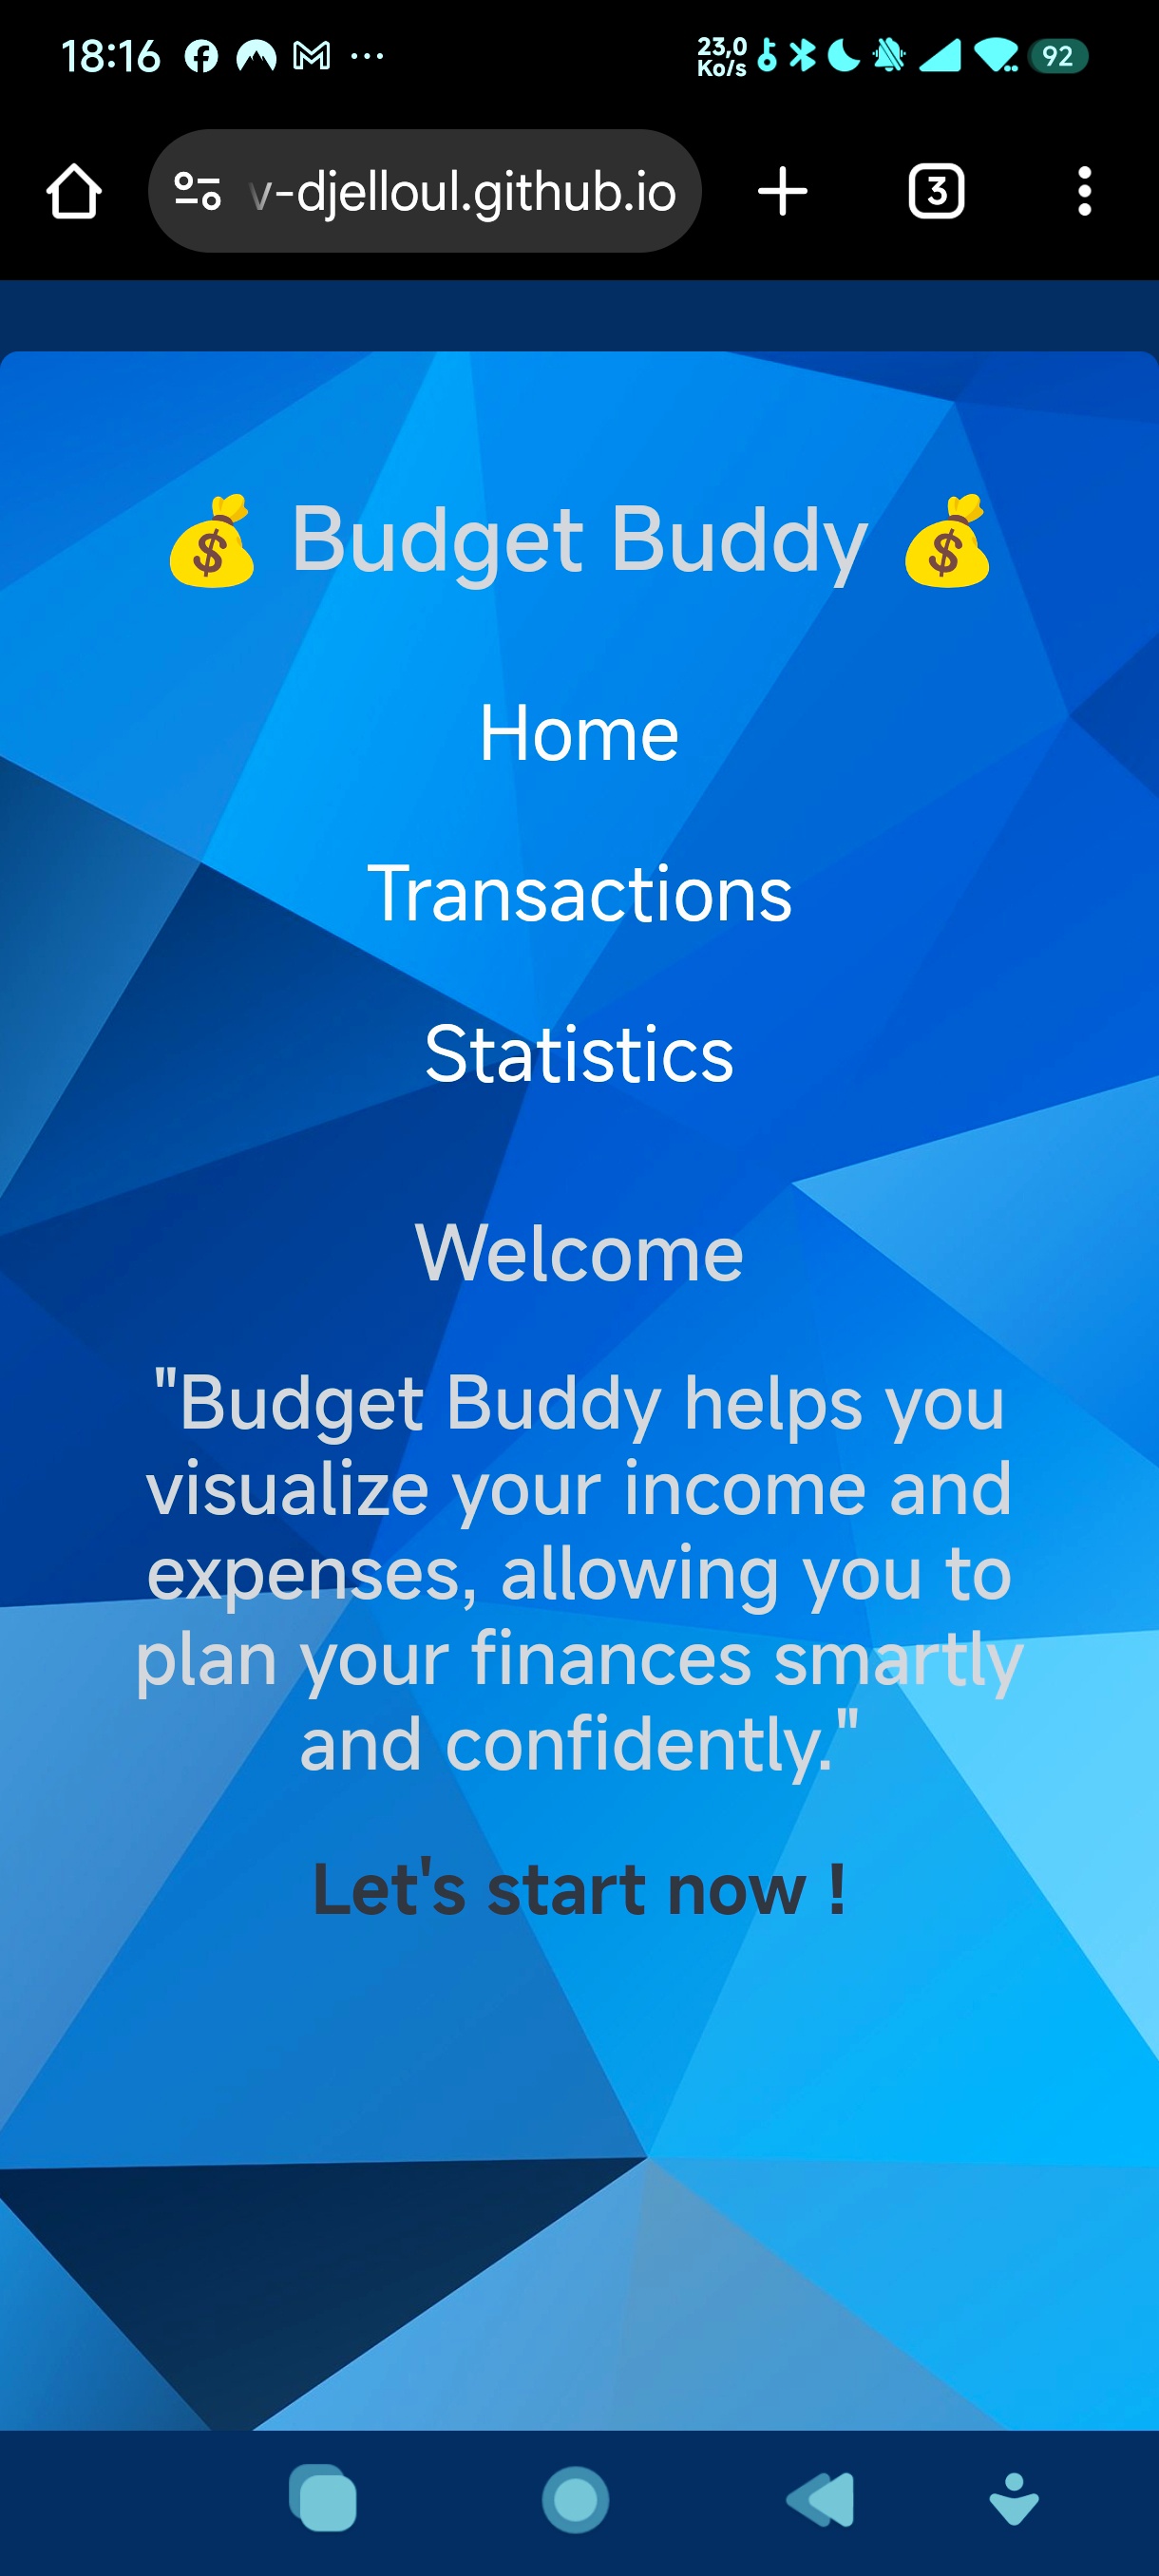 18:16 ... 23,0 Ko/s 92
v-djelloul.github.io 3
💰 Budget Buddy 💰
Home
Transactions
Statistics
Welcome
"Budget Buddy helps you
visualize your income and
expenses, allowing you to
plan your finances smartly
and confidently."
Let's start now !